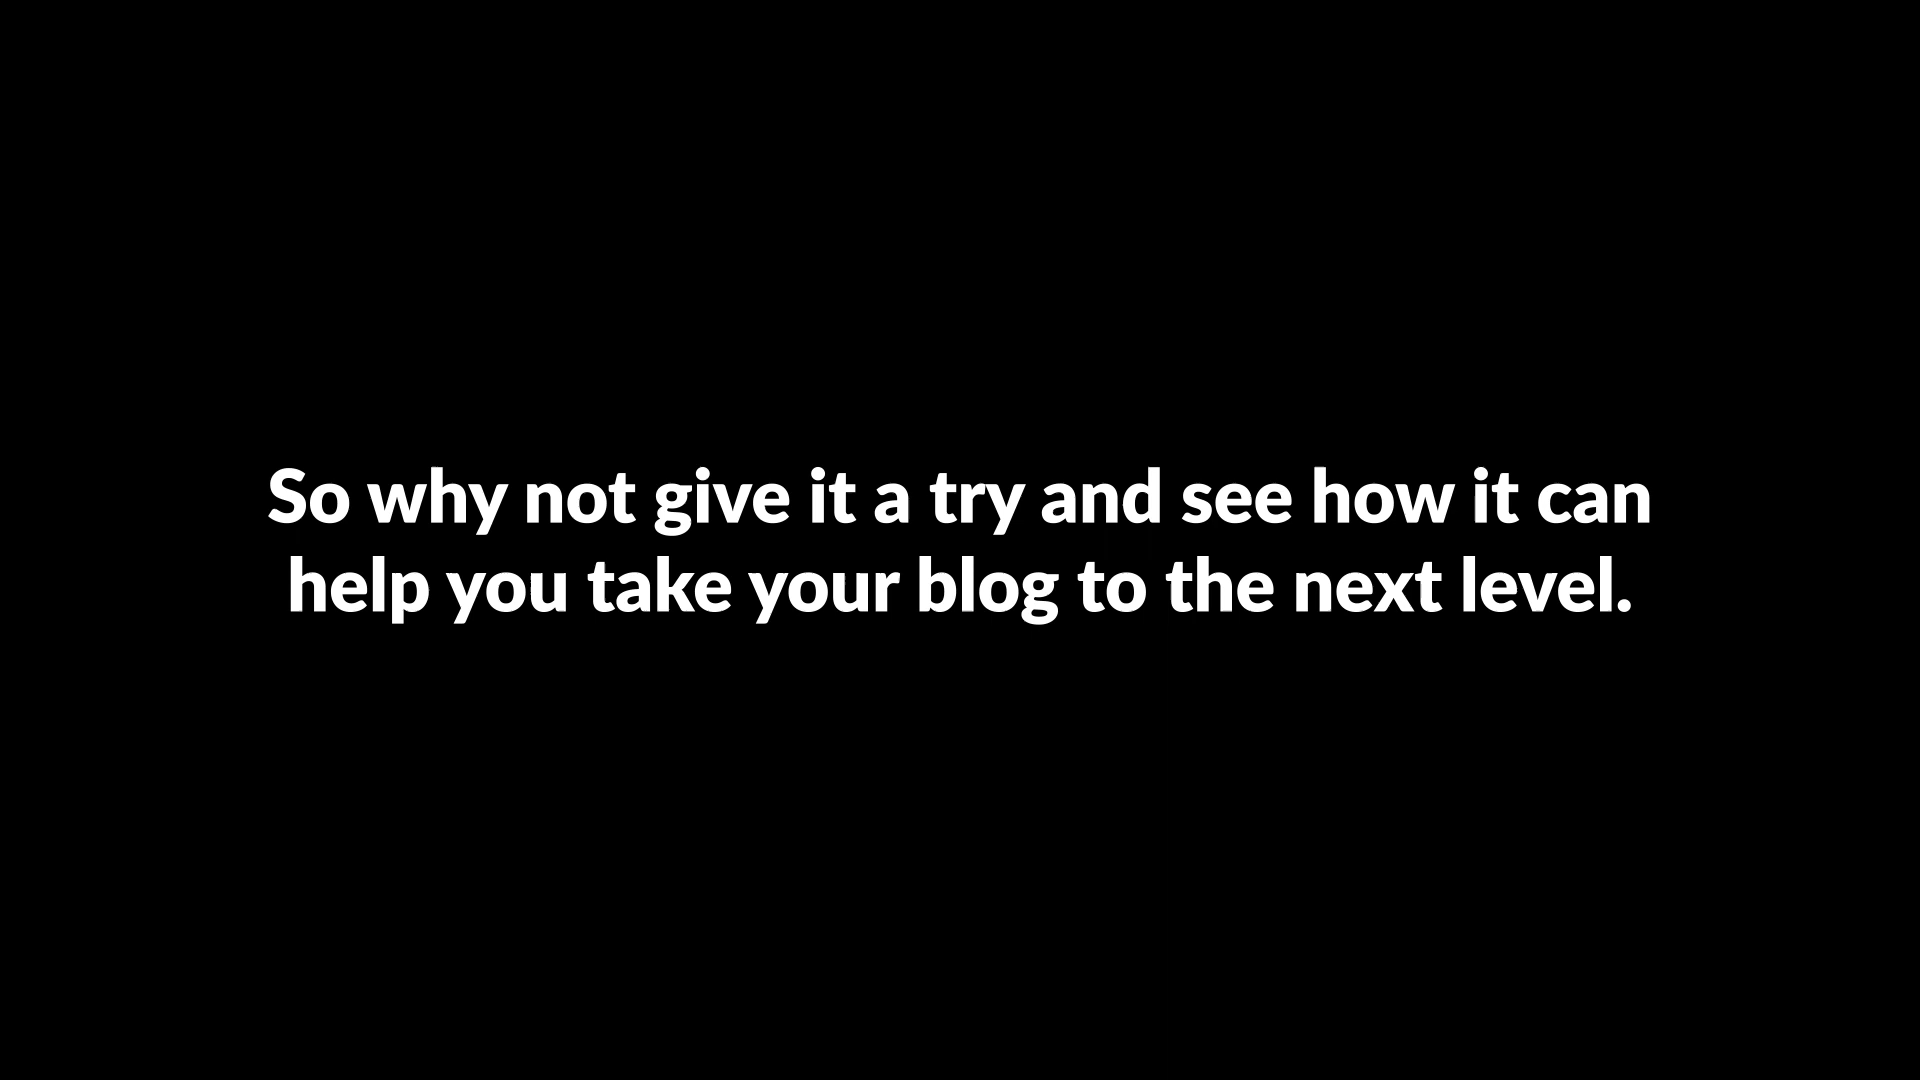 So why not give it a try and see how it can
help you take your blog to the next level.